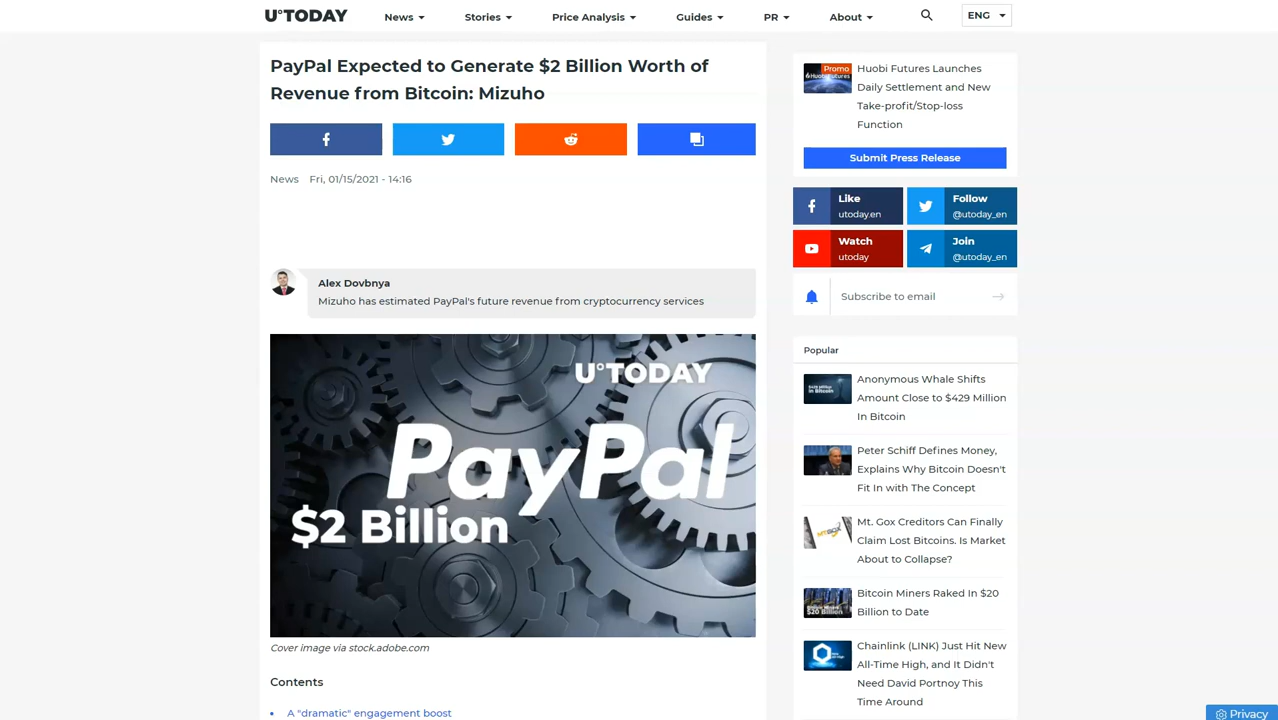 U°TODAY
News
Stories
Price Analysis
Guides
PR
About
ENG
PayPal Expected to Generate $2 Billion Worth of
Revenue from Bitcoin: Mizuho
News Fri, 01/15/2021 - 14:16
Alex Dovbnya
Mizuho has estimated PayPal's future revenue from cryptocurrency services
U°TODAY
PayPal
$2 Billion
Cover image via stock.adobe.com
Contents
A "dramatic" engagement boost
Promo
Huobi Futures Launches
Daily Settlement and New
Take-profit/Stop-loss
Function
Submit Press Release
Like
utoday.en
Follow
@utoday_en
Watch
utoday
Join
@utoday_en
Subscribe to email
Popular
Anonymous Whale Shifts
Amount Close to $429 Million
In Bitcoin
Peter Schiff Defines Money,
Explains Why Bitcoin Doesn't
Fit In with The Concept
Mt. Gox Creditors Can Finally
Claim Lost Bitcoins. Is Market
About to Collapse?
Bitcoin Miners Raked In $20
Billion to Date
Chainlink (LINK) Just Hit New
All-Time High, and It Didn't
Need David Portnoy This
Time Around
Privacy